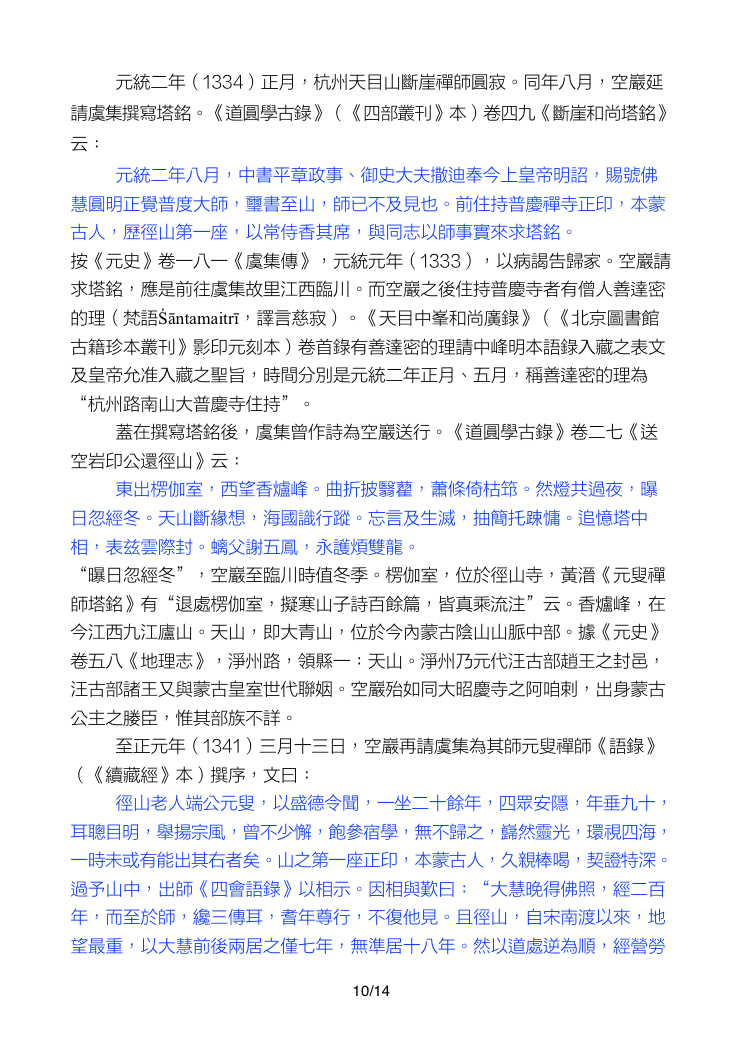 元統二年（1334）正月，杭州天目山斷崖禪師圓寂。同年八月，空巖延
請虞集撰寫塔銘。《道園學古錄》（《四部叢刊》本）卷四九《斷崖和尚塔銘》
云：
元統二年八月，中書平章政事、御史大夫撒迪奉今上皇帝明詔，賜號佛
慧圓明正覺普度大師，璽書至山，師已不及見也。前住持普慶禪寺正印，本蒙
古人，歷徑山第一座，以常侍香其席，與同志以師事實來求塔銘。
按《元史》卷一八一《虞集傳》，元統元年（1333），以病謁告歸家。空巖請
求塔銘，應是前往虞集故里江西臨川。而空巖之後住持普慶寺者有僧人善達密
的理（梵語Śāntamaitrī，譯言慈寂）。《天目中峯和尚廣錄》（《北京圖書館
古籍珍本叢刊》影印元刻本）卷首錄有善達密的理請中峰明本語錄入藏之表文
及皇帝允准入藏之聖旨，時間分別是元統二年正月、五月，稱善達密的理為
“杭州路南山大普慶寺住持”。
蓋在撰寫塔銘後，虞集曾作詩為空巖送行。《道園學古錄》卷二七《送
空岩印公還徑山》云：
東出楞伽室，西望香爐峰。曲折披翳藋，蕭條倚枯筇。然燈共過夜，曝
日忽經冬。天山斷緣想，海國識行蹤。忘言及生滅，抽簡托踈慵。追憶塔中
相，表茲雲際封。螭父謝五鳳，永護煩雙龍。
“曝日忽經冬”，空巖至臨川時值冬季。楞伽室，位於徑山寺，黃溍《元叟禪
師塔銘》有“退處楞伽室，擬寒山子詩百餘篇，皆真乘流注”云。香爐峰，在
今江西九江廬山。天山，即大青山，位於今內蒙古陰山山脈中部。據《元史》
卷五八《地理志》，淨州路，領縣一：天山。淨州乃元代汪古部趙王之封邑，
汪古部諸王又與蒙古皇室世代聯姻。空巖殆如同大昭慶寺之阿咱剌，出身蒙古
公主之媵臣，惟其部族不詳。
至正元年（1341）三月十三日，空巖再請虞集為其師元叟禪師《語錄》
（《續藏經》本）撰序，文曰：
徑山老人端公元叟，以盛德令聞，一坐二十餘年，四眾安隱，年垂九十，
耳聰目明，舉揚宗風，曾不少懈，飽參宿學，無不歸之，巋然靈光，環視四海，
一時未或有能出其右者矣。山之第一座正印，本蒙古人，久親棒喝，契證特深。
過予山中，出師《四會語錄》以相示。因相與歎曰：“大慧晚得佛照，經二百
年，而至於師，纔三傳耳，耆年尊行，不復他見。且徑山，自宋南渡以來，地
望最重，以大慧前後兩居之僅七年，無準居十八年。然以道處逆為順，經營勞
10/14